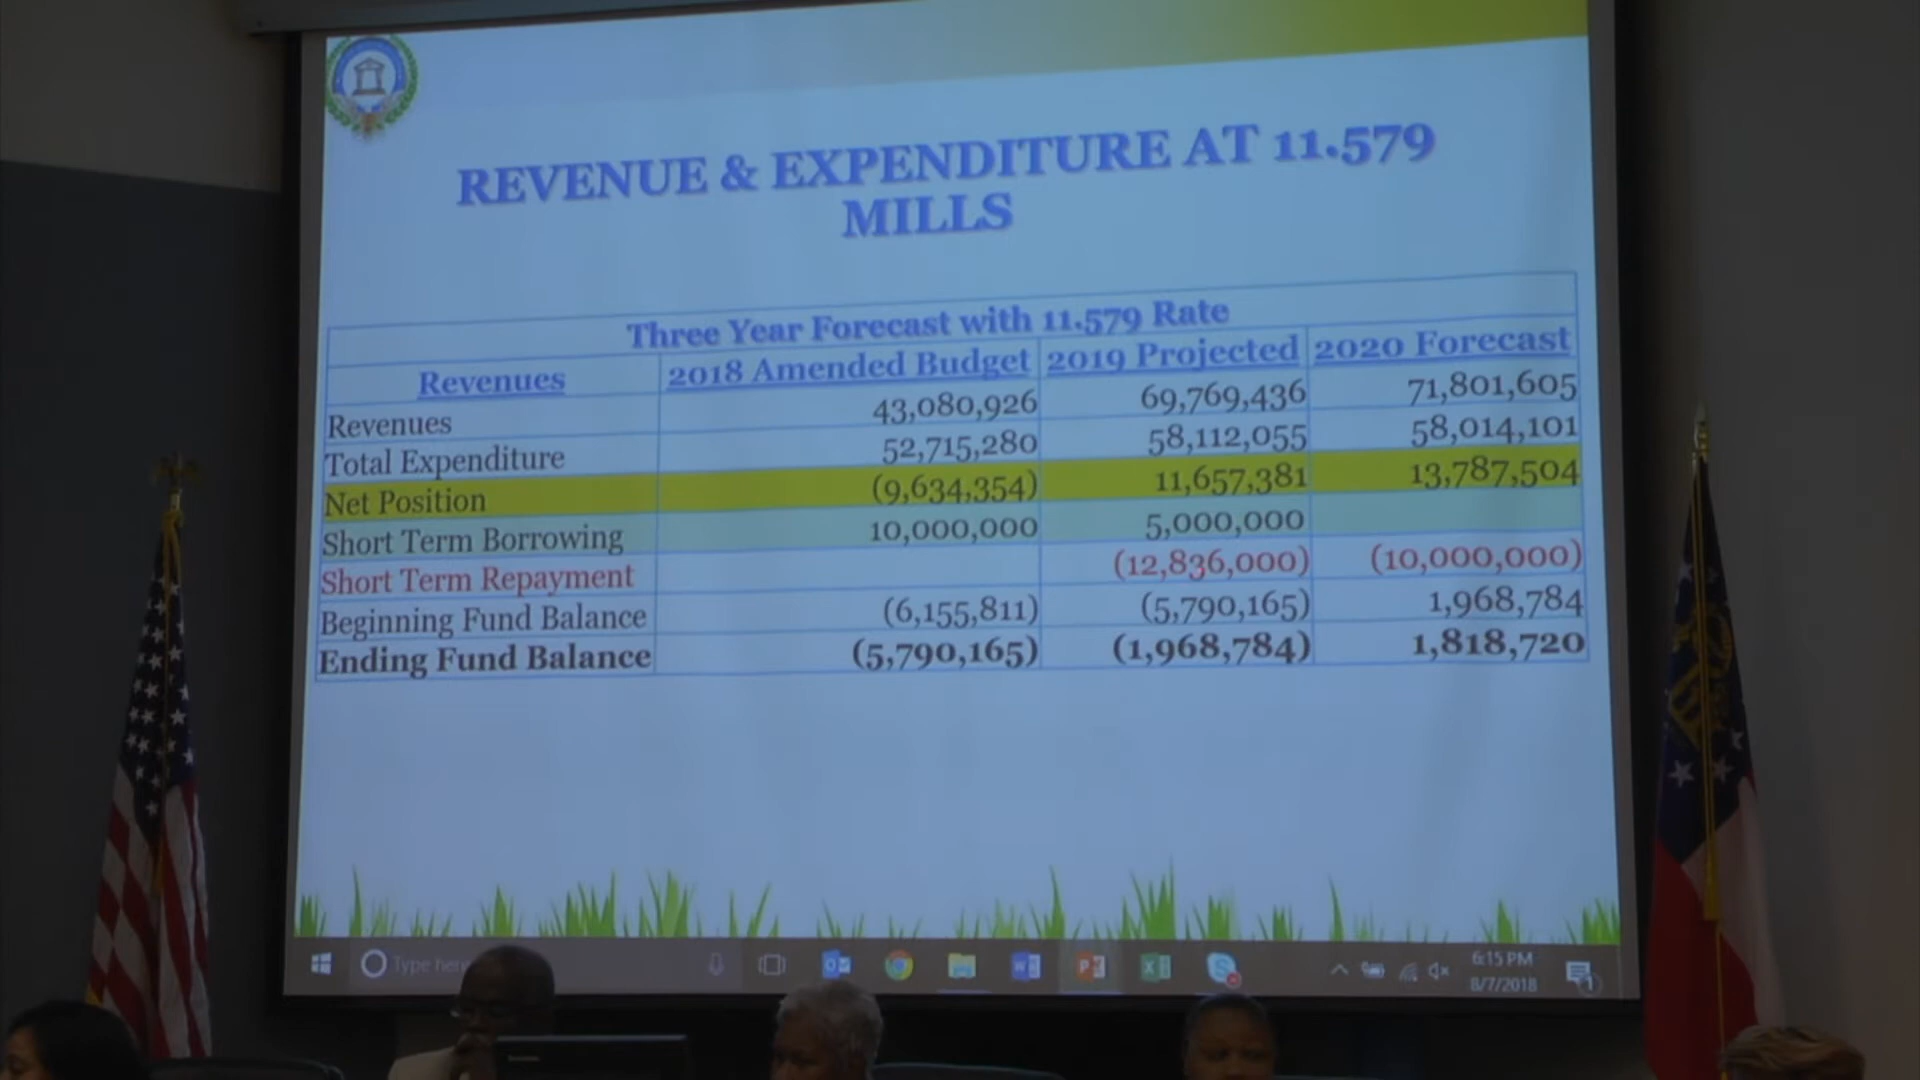 REVENUE & EXPENDITURE AT 11.579
MILLS
Three Year Forecast with 11.579 Rate
Revenues 2018 Amended Budget 2019 Projected 2020 Forecast
Revenues 43,080,926 69,769,436 71,801,605
Total Expenditure 52,715,280 58,112,055 58,014,101
Net Position (9,634,354) 11,657,381 13,787,504
Short Term Borrowing 10,000,000 5,000,000
Short Term Repayment (12,836,000) (10,000,000)
Beginning Fund Balance (6,155,811) (5,790,165) 1,968,784
Ending Fund Balance (5,790,165) (1,968,784) 1,818,720
Type here
6:15 PM
8/7/2018